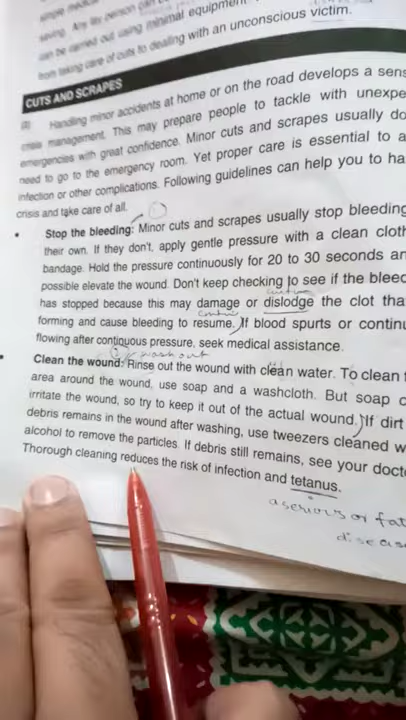 simple
saving. Any lay person can
can be carried out using minimal equipment
from taking care of cuts to dealing with an unconscious victim.
CUTS AND SCRAPES
Handling minor accidents at home or on the road develops a sens
crisis management. This may prepare people to tackle with unexpe
emergencies with great confidence. Minor cuts and scrapes usually do
need to go to the emergency room. Yet proper care is essential to a
infection or other complications. Following guidelines can help you to ha
crisis and take care of all.
• Stop the bleeding: Minor cuts and scrapes usually stop bleeding
their own. If they don't, apply gentle pressure with a clean cloth
bandage. Hold the pressure continuously for 20 to 30 seconds an
possible elevate the wound. Don't keep checking to see if the bleed
has stopped because this may damage or dislodge the clot tha
forming and cause bleeding to resume. If blood spurts or continu
flowing after continuous pressure, seek medical assistance.
wash out
• Clean the wound: Rinse out the wound with clean water. To clean t
area around the wound, use soap and a washcloth. But soap c
irritate the wound, so try to keep it out of the actual wound. If dirt
debris remains in the wound after washing, use tweezers cleaned w
alcohol to remove the particles. If debris still remains, see your docto
Thorough cleaning reduces the risk of infection and tetanus.
a serious or fat
diseas